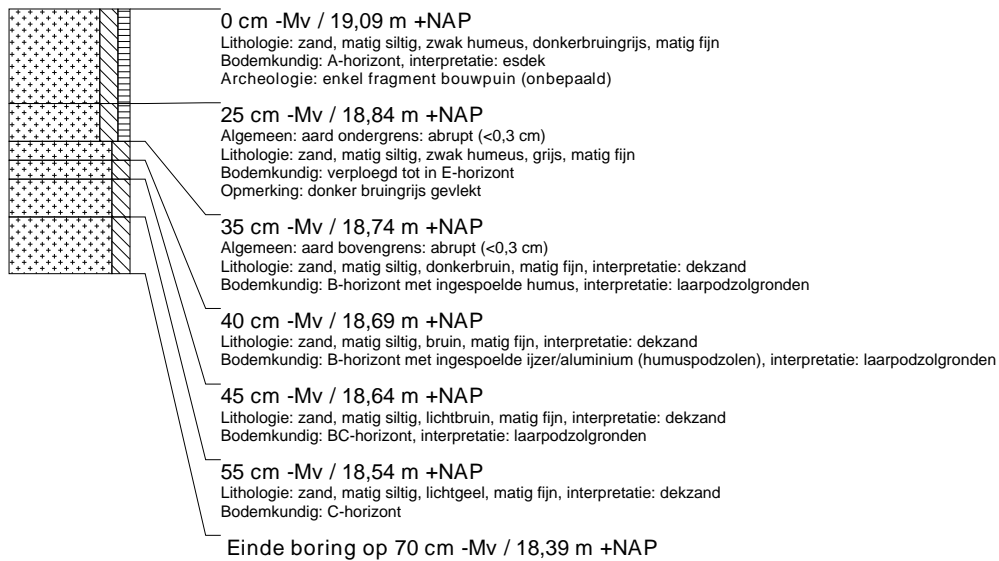 0 cm -Mv / 19,09 m +NAP
Lithologie: zand, matig siltig, zwak humeus, donkerbruingrijs, matig fijn
Bodemkundig: A-horizont, interpretatie: esdek
Archeologie: enkel fragment bouwpuin (onbepaald)
25 cm -Mv / 18,84 m +NAP
Algemeen: aard ondergrens: abrupt (<0,3 cm)
Lithologie: zand, matig siltig, zwak humeus, grijs, matig fijn
Bodemkundig: verploegd tot in E-horizont
Opmerking: donker bruingrijs gevlekt
35 cm -Mv / 18,74 m +NAP
Algemeen: aard bovengrens: abrupt (<0,3 cm)
Lithologie: zand, matig siltig, donkerbruin, matig fijn, interpretatie: dekzand
Bodemkundig: B-horizont met ingespoelde humus, interpretatie: laarpodzolgronden
40 cm -Mv / 18,69 m +NAP
Lithologie: zand, matig siltig, bruin, matig fijn, interpretatie: dekzand
Bodemkundig: B-horizont met ingespoelde ijzer/aluminium (humuspodzolen), interpretatie: laarpodzolgronden
45 cm -Mv / 18,64 m +NAP
Lithologie: zand, matig siltig, lichtbruin, matig fijn, interpretatie: dekzand
Bodemkundig: BC-horizont, interpretatie: laarpodzolgronden
55 cm -Mv / 18,54 m +NAP
Lithologie: zand, matig siltig, lichtgeel, matig fijn, interpretatie: dekzand
Bodemkundig: C-horizont
Einde boring op 70 cm -Mv / 18,39 m +NAP